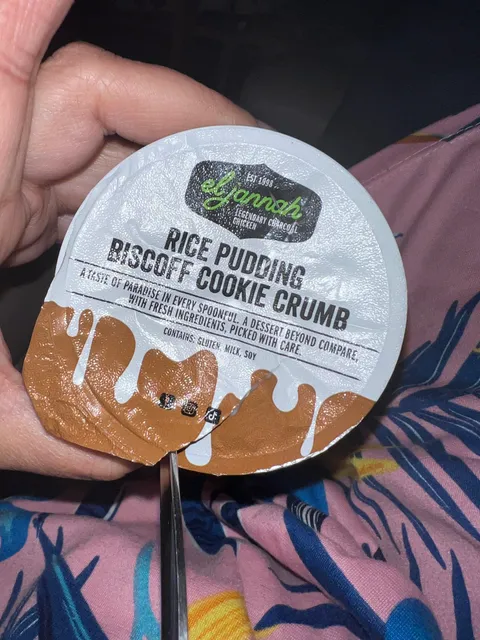 EST 1998
el jannah
LEGENDARY CHARCOAL
CHICKEN
RICE PUDDING
BISCOFF COOKIE CRUMB
A TASTE OF PARADISE IN EVERY SPOONFUL. A DESSERT BEYOND COMPARE,
WITH FRESH INGREDIENTS, PICKED WITH CARE.
CONTAINS: GLUTEN, MILK, SOY